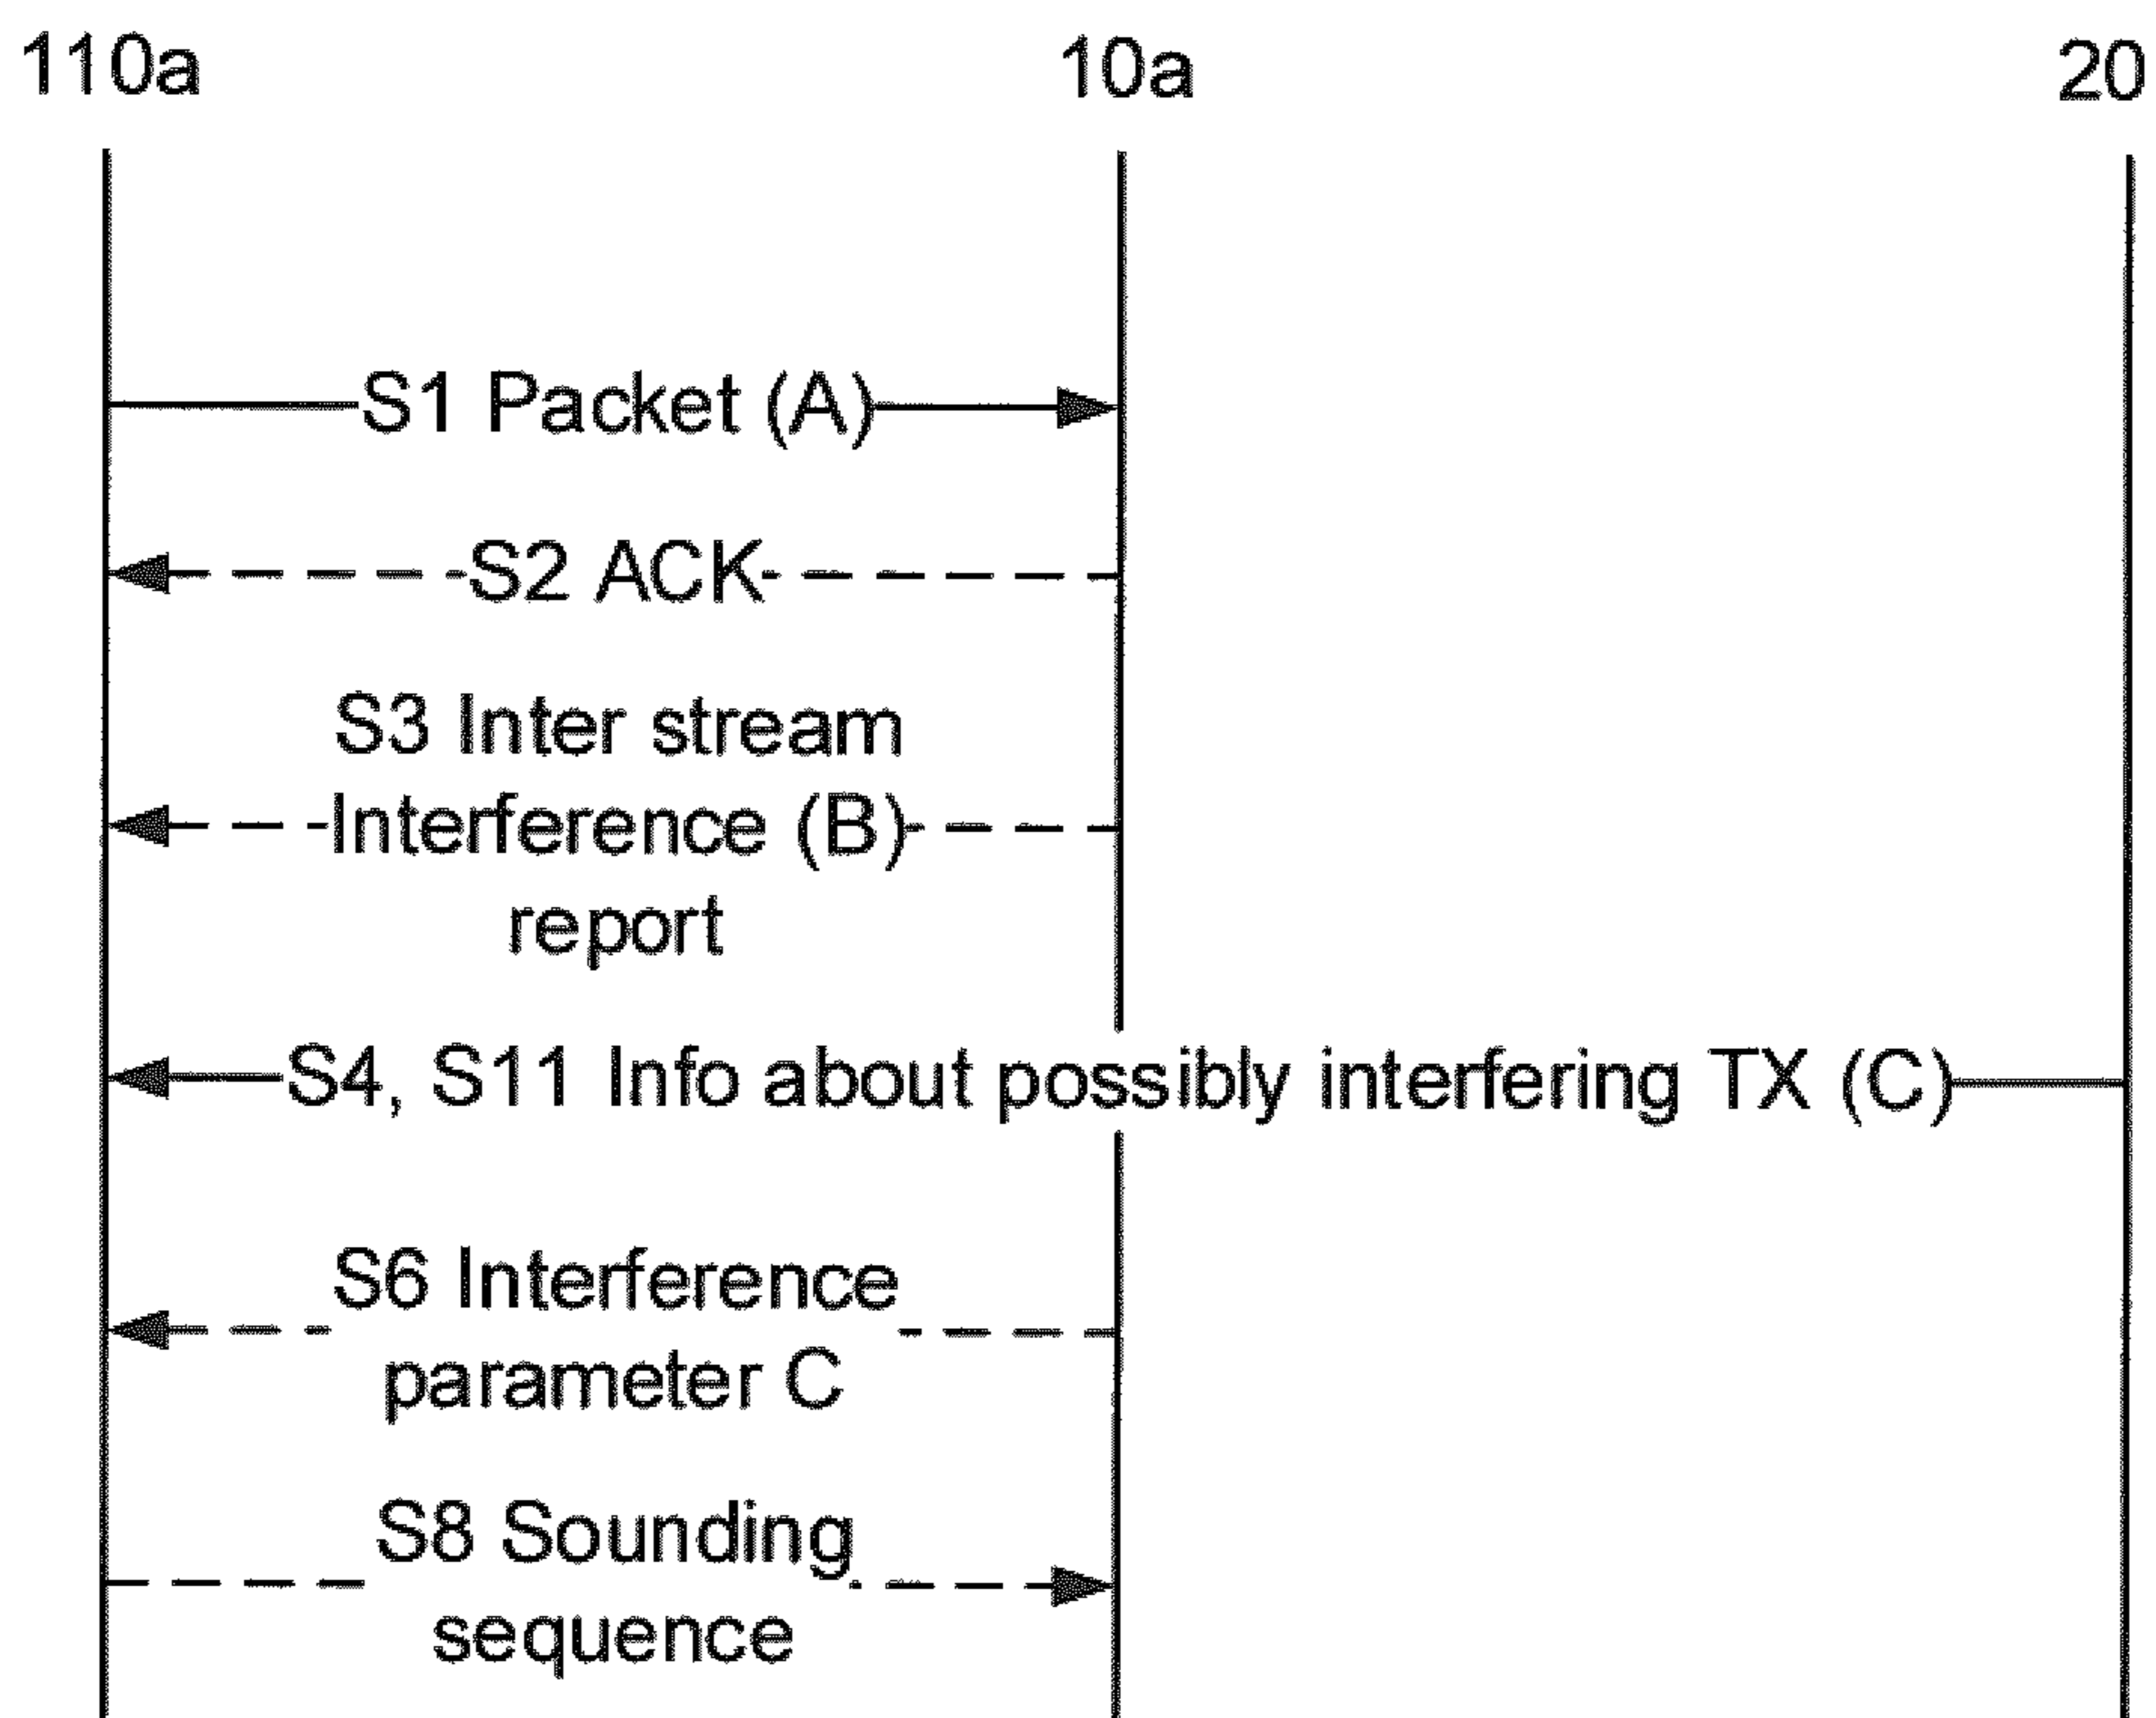 110a 10a 20
S1 Packet (A)
S2 ACK
S3 Inter stream
Interference (B)
report
S4, S11 Info about possibly interfering TX (C)
S6 Interference
parameter C
S8 Sounding
sequence